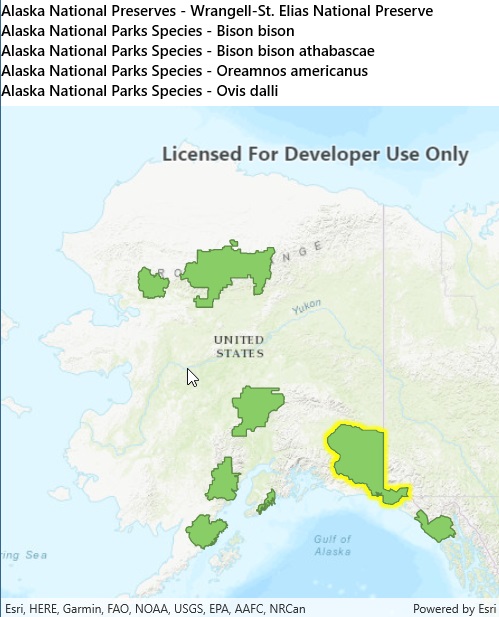 Alaska National Preserves - Wrangell-St. Elias National Preserve
Alaska National Parks Species - Bison bison
Alaska National Parks Species - Bison bison athabascae
Alaska National Parks Species - Oreamnos americanus
Alaska National Parks Species - Ovis dalli
Licensed For Developer Use Only
R O N G E
Yukon
UNITED
STATES
Gulf of
Alaska
ring Sea
Esri, HERE, Garmin, FAO, NOAA, USGS, EPA, AAFC, NRCan Powered by Esri